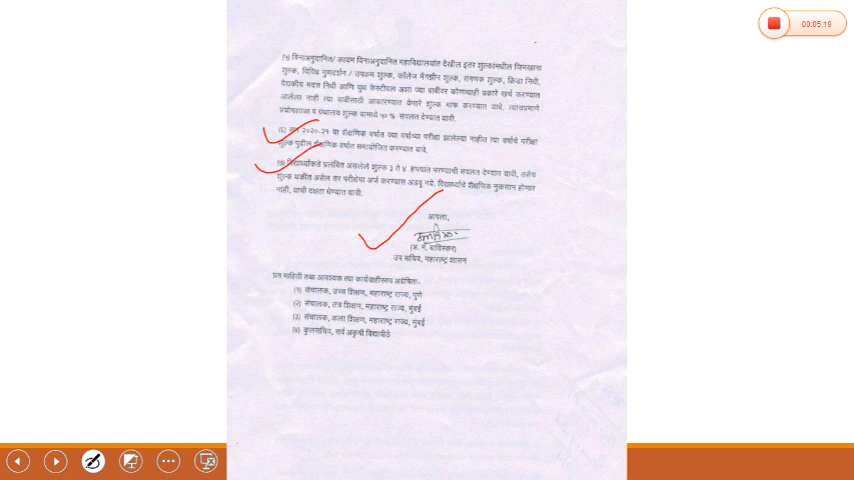 00:05:19
(५) विनाअनुदानित/ कायम विनाअनुदानित महाविद्यालयांत देखील इतर शुल्कांमधील जिमखाना
शुल्क, विविध गुणदर्शन / उपक्रम शुल्क, कॉलेज मॅगझीन शुल्क, संगणक शुल्क, क्रिडा निधी,
वैद्यकीय मदत निधी आणि युथ फेस्टीवल अशा ज्या बाबींवर कोणत्याही प्रकारे खर्च करण्यात
आलेला नाही त्या बाबींसाठी आकारण्यात येणारे शुल्क माफ करण्यात यावे. त्याचप्रमाणे
प्रयोगशाळा व ग्रंथालय शुल्क यामध्ये ५० % सवलत देण्यात यावी.
(६) सन २०२०-२१ या शैक्षणिक वर्षात ज्या वर्षाच्या परीक्षा झालेल्या नाहीत त्या वर्षाचे परीक्षा
शुल्क पुढील शैक्षणिक वर्षात समायोजित करण्यात यावे.
विद्यार्थ्यांकडे प्रलंबित असलेले शुल्क ३ ते ४ हप्त्यात भरण्याची सवलत देण्यात यावी, तसेच
शुल्क थकीत असेल तर परीक्षेचा अर्ज करण्यास अडवू नये. विद्यार्थ्यांचे शैक्षणिक नुकसान होणार
नाही, याची दक्षता घेण्यात यावी.
आपला,
(अ. म. बाविस्कर)
उप सचिव, महाराष्ट्र शासन
प्रत माहिती तथा आवश्यक त्या कार्यवाहीस्तव अग्रेषित:-
(१) संचालक, उच्च शिक्षण, महाराष्ट्र राज्य, पुणे
(२) संचालक, तंत्र शिक्षण, महाराष्ट्र राज्य, मुंबई
(३) संचालक, कला शिक्षण, महाराष्ट्र राज्य, मुंबई
(४) कुलसचिव, सर्व अकृषी विद्यापीठे